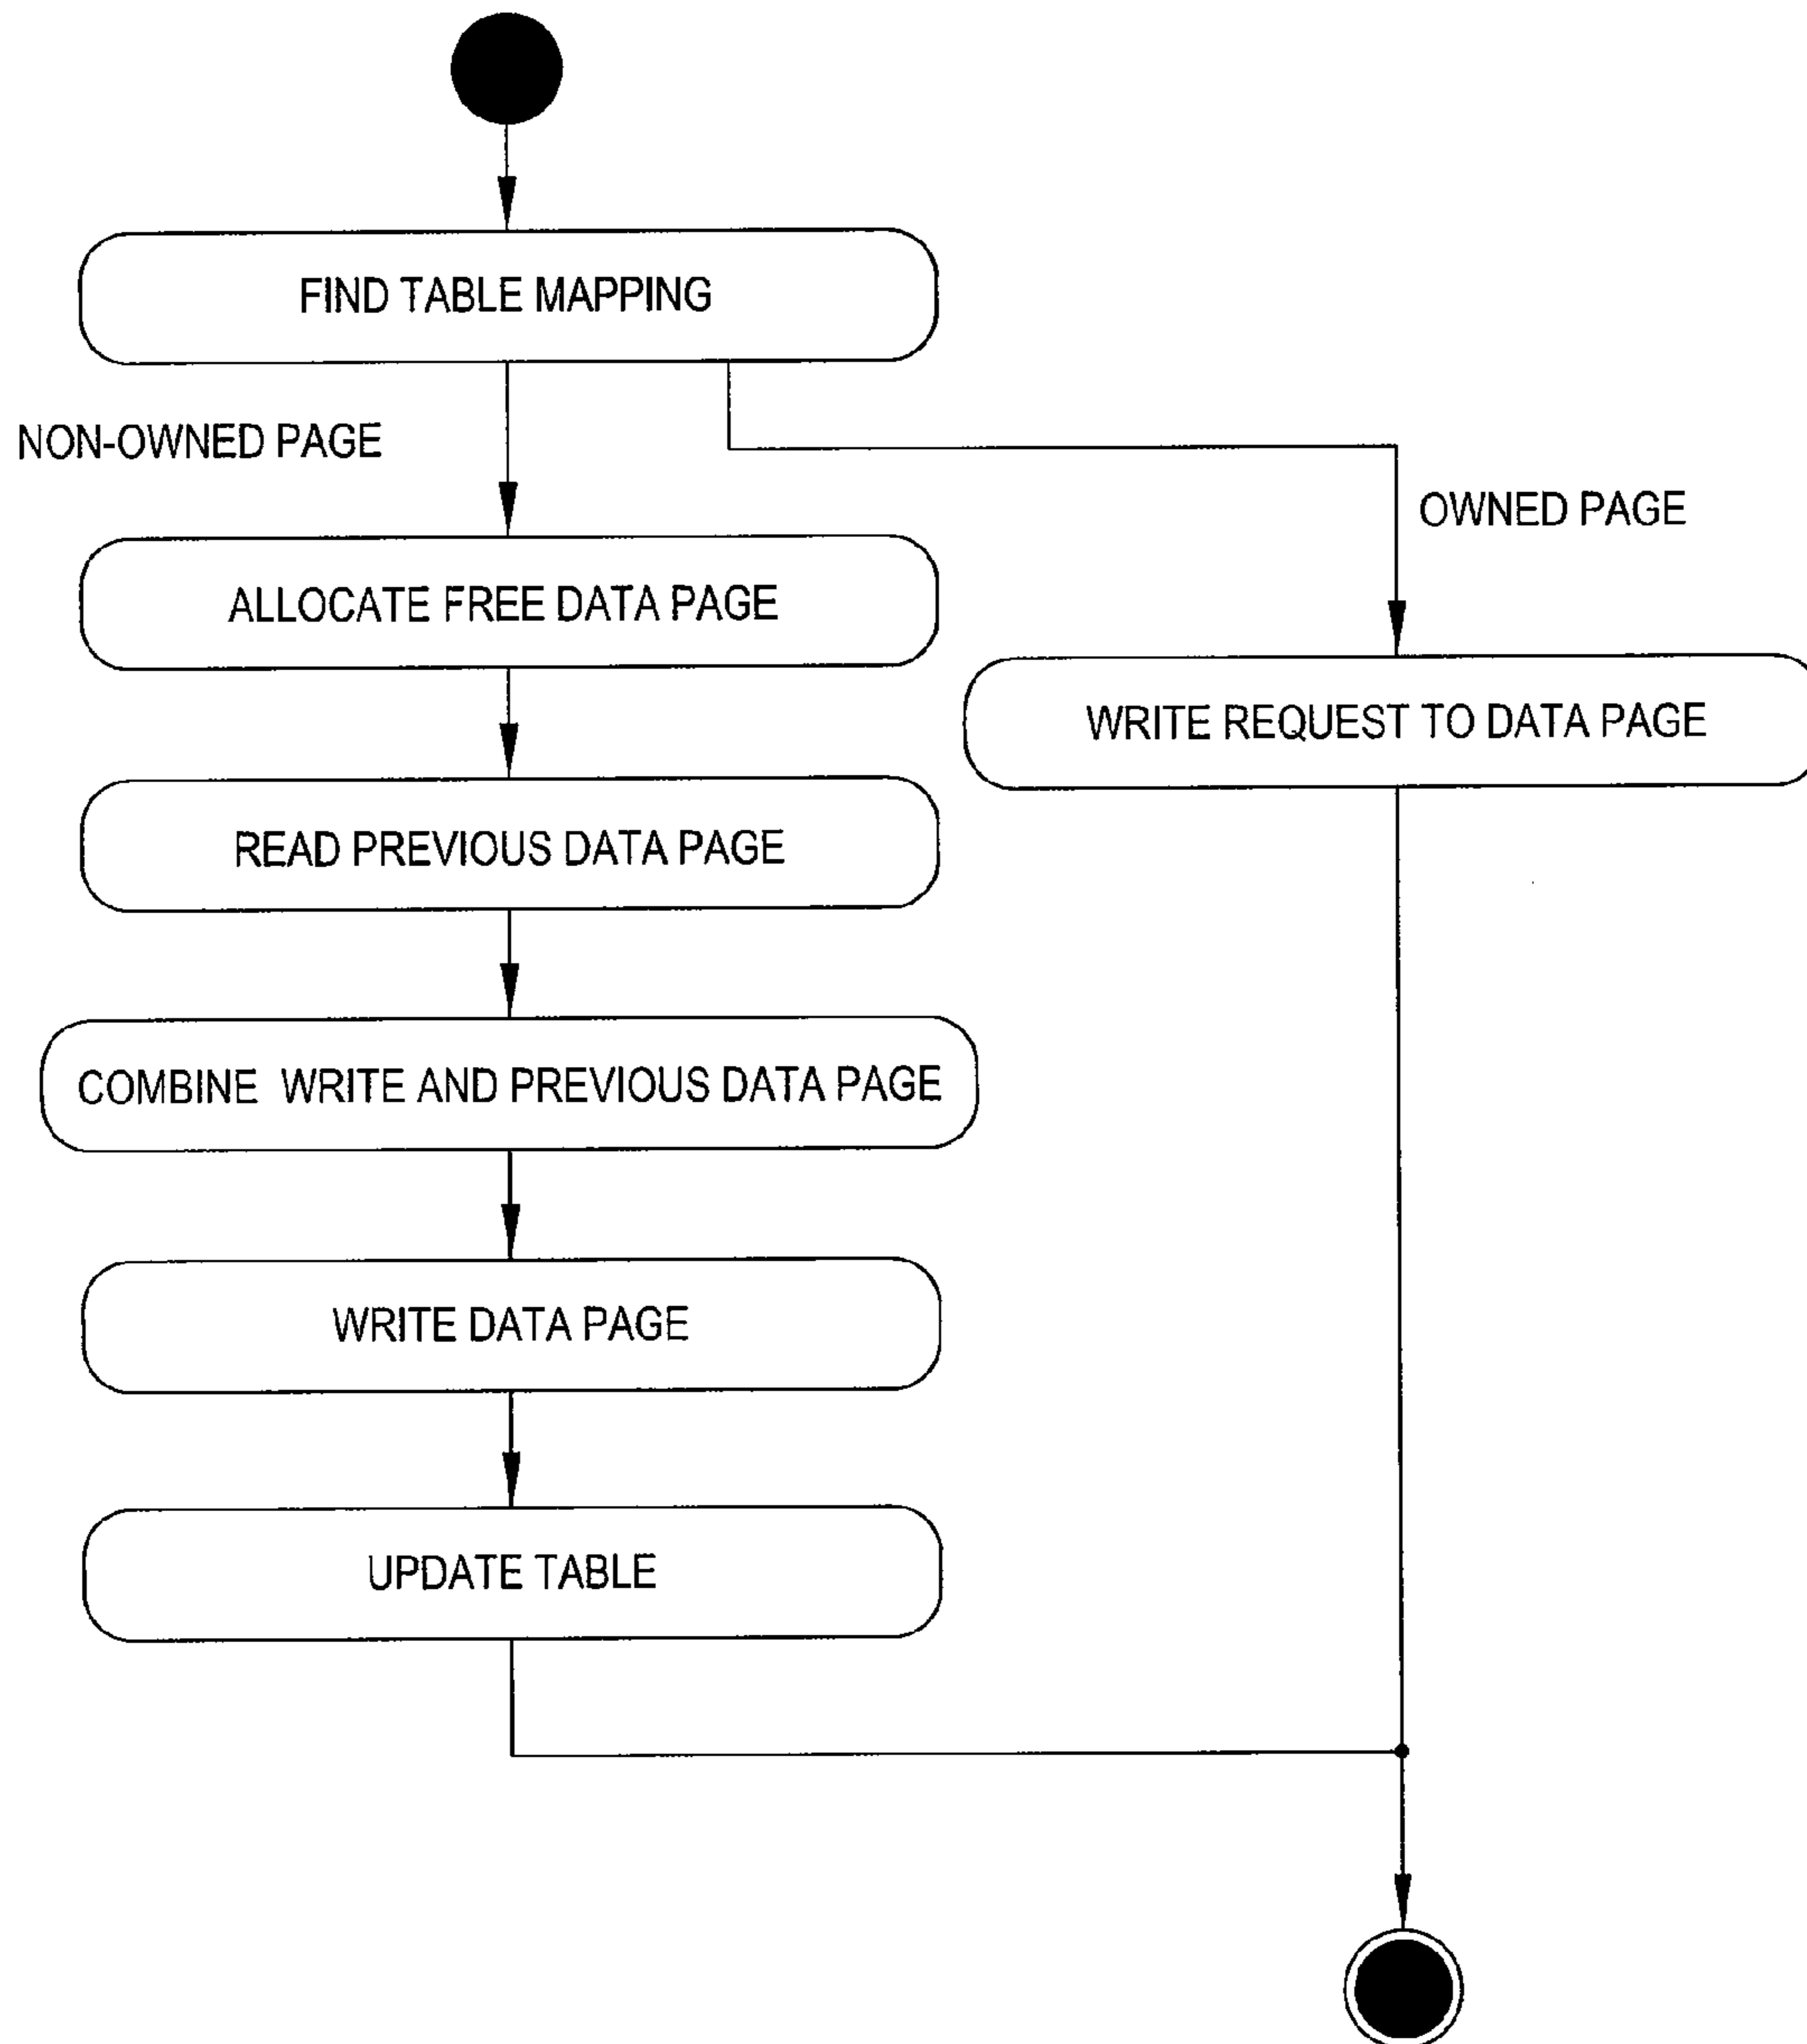 FIND TABLE MAPPING
NON-OWNED PAGE
OWNED PAGE
ALLOCATE FREE DATA PAGE
WRITE REQUEST TO DATA PAGE
READ PREVIOUS DATA PAGE
COMBINE WRITE AND PREVIOUS DATA PAGE
WRITE DATA PAGE
UPDATE TABLE